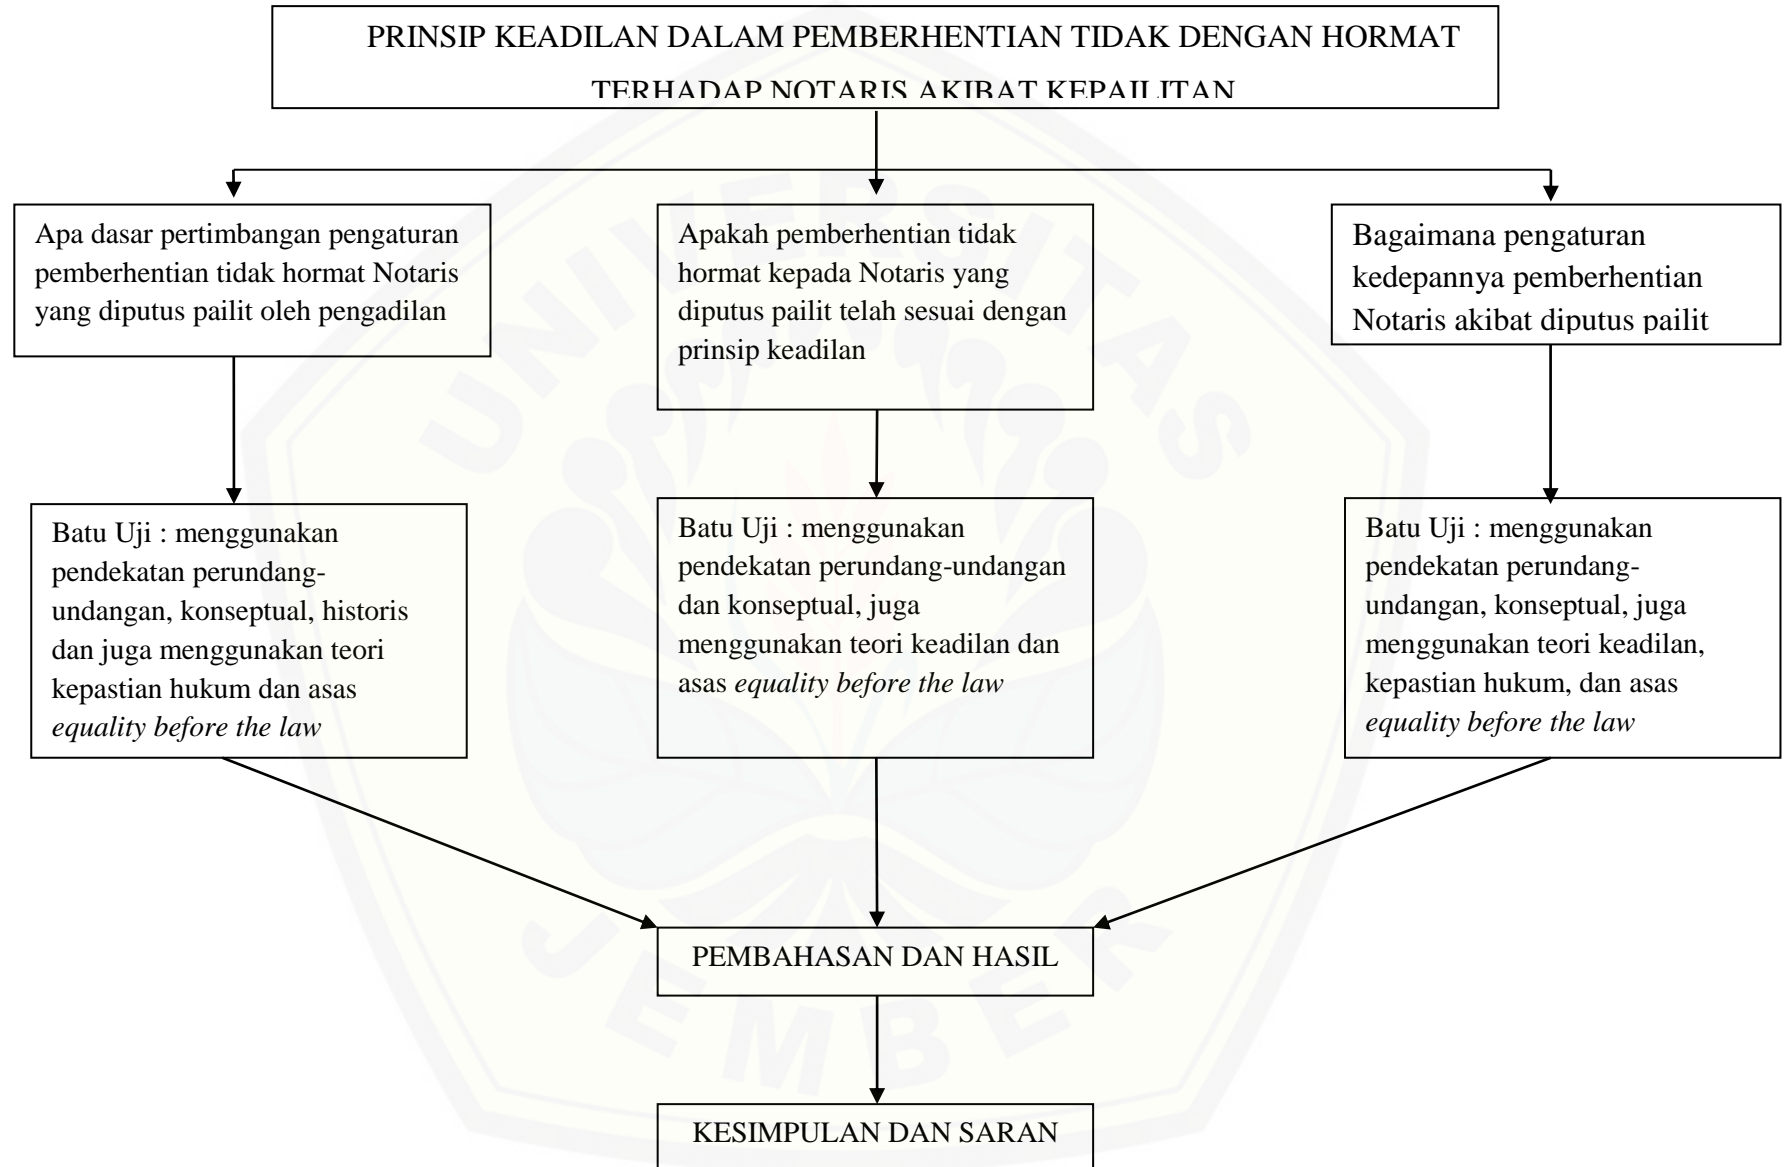 PRINSIP KEADILAN DALAM PEMBERHENTIAN TIDAK DENGAN HORMAT
TERHADAP NOTARIS AKIBAT KEPAILITAN
Apa dasar pertimbangan pengaturan
pemberhentian tidak hormat Notaris
yang diputus pailit oleh pengadilan
Apakah pemberhentian tidak
hormat kepada Notaris yang
diputus pailit telah sesuai dengan
prinsip keadilan
Bagaimana pengaturan
kedepannya pemberhentian
Notaris akibat diputus pailit
Batu Uji : menggunakan
pendekatan perundang-
undangan, konseptual, historis
dan juga menggunakan teori
kepastian hukum dan asas
equality before the law
Batu Uji : menggunakan
pendekatan perundang-undangan
dan konseptual, juga
menggunakan teori keadilan dan
asas equality before the law
Batu Uji : menggunakan
pendekatan perundang-
undangan, konseptual, juga
menggunakan teori keadilan,
kepastian hukum, dan asas
equality before the law
PEMBAHASAN DAN HASIL
KESIMPULAN DAN SARAN
UNIVERSITAS
JEMBER